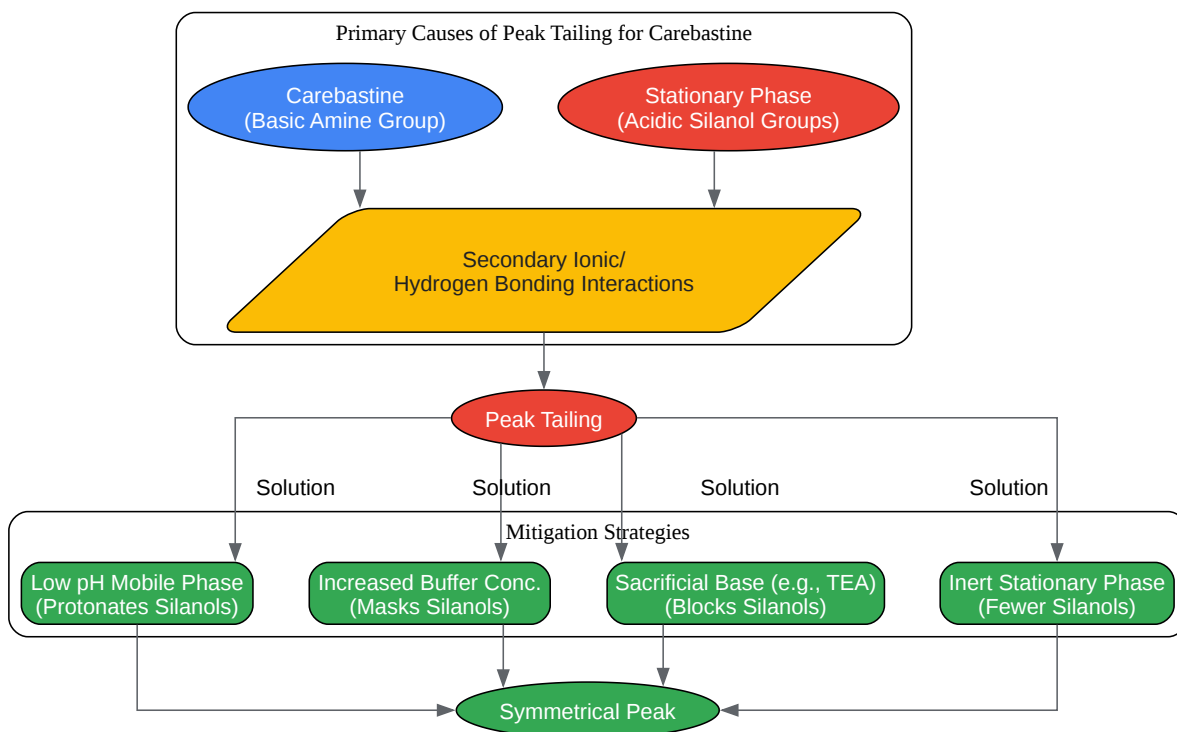 Primary Causes of Peak Tailing for Carebastine
Carebastine
(Basic Amine Group)
Stationary Phase
(Acidic Silanol Groups)
Secondary Ionic/
Hydrogen Bonding Interactions
Peak Tailing
Solution
Solution
Solution
Solution
Mitigation Strategies
Low pH Mobile Phase
(Protonates Silanols)
Increased Buffer Conc.
(Masks Silanols)
Sacrificial Base (e.g., TEA)
(Blocks Silanols)
Inert Stationary Phase
(Fewer Silanols)
Symmetrical Peak